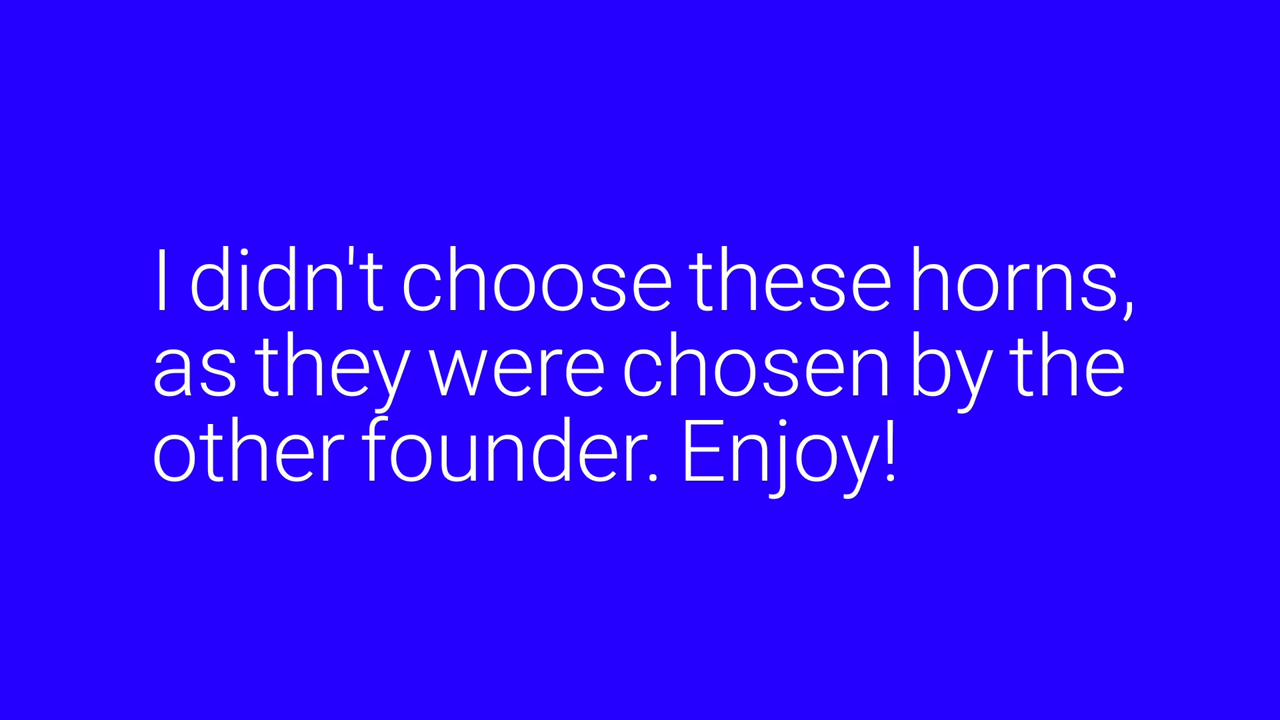 I didn't choose these horns,
as they were chosen by the
other founder. Enjoy!